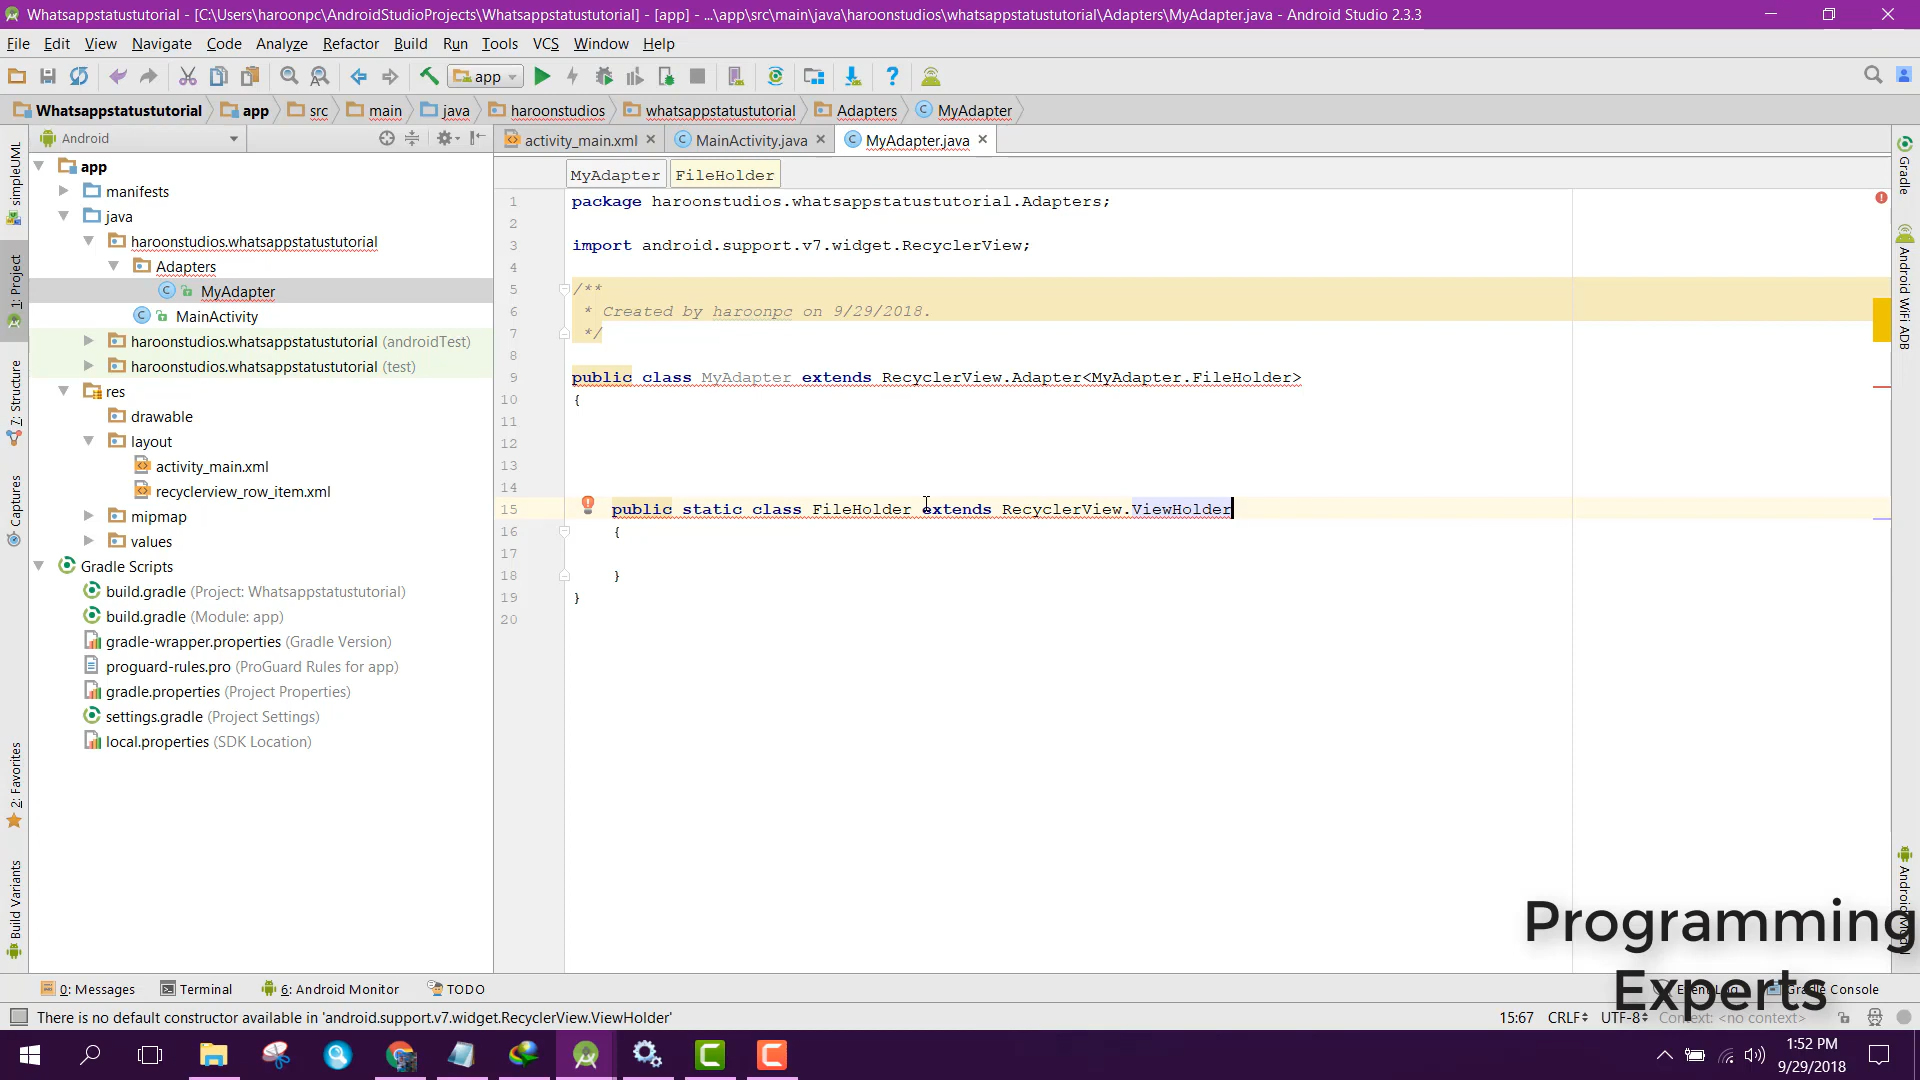 Whatsappstatustutorial - [C:\Users\haroonpc\AndroidStudioProjects\Whatsappstatustutorial] - [app] - ...\app\src\main\java\haroonstudios\whatsappstatustutorial\Adapters\MyAdapter.java - Android Studio 2.3.3
File Edit View Navigate Code Analyze Refactor Build Run Tools VCS Window Help
app
Whatsappstatustutorial app src main java haroonstudios whatsappstatustutorial Adapters MyAdapter
Android
activity_main.xml MainActivity.java MyAdapter.java
MyAdapter FileHolder
simpleUML
1: Project
7: Structure
Captures
2: Favorites
Build Variants
app
manifests
java
haroonstudios.whatsappstatustutorial
Adapters
MyAdapter
MainActivity
haroonstudios.whatsappstatustutorial (androidTest)
haroonstudios.whatsappstatustutorial (test)
res
drawable
layout
activity_main.xml
recyclerview_row_item.xml
mipmap
values
Gradle Scripts
build.gradle (Project: Whatsappstatustutorial)
build.gradle (Module: app)
gradle-wrapper.properties (Gradle Version)
proguard-rules.pro (ProGuard Rules for app)
gradle.properties (Project Properties)
settings.gradle (Project Settings)
local.properties (SDK Location)
1 package haroonstudios.whatsappstatustutorial.Adapters;
2
3 import android.support.v7.widget.RecyclerView;
4
5 /**
6 * Created by haroonpc on 9/29/2018.
7 */
8
9 public class MyAdapter extends RecyclerView.Adapter<MyAdapter.FileHolder>
10 {
11
12
13
14
15 public static class FileHolder extends RecyclerView.ViewHolder
16 {
17
18 }
19 }
20
Gradle
Android WiFi ADB
Programming
Experts
0: Messages Terminal 6: Android Monitor TODO Gradle Console
There is no default constructor available in 'android.support.v7.widget.RecyclerView.ViewHolder'
15:67 CRLF UTF-8 Context: <no context>
1:52 PM
9/29/2018